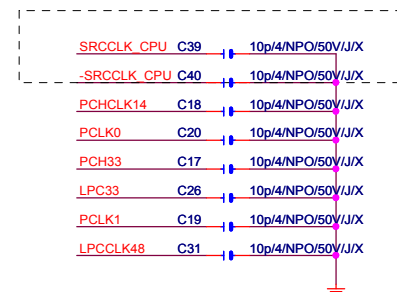 SRCCLK_CPU C39 10p/4/NPO/50V/J/X
-SRCCLK_CPU C40 10p/4/NPO/50V/J/X
PCHCLK14 C18 10p/4/NPO/50V/J/X
PCLK0 C20 10p/4/NPO/50V/J/X
PCH33 C17 10p/4/NPO/50V/J/X
LPC33 C26 10p/4/NPO/50V/J/X
PCLK1 C19 10p/4/NPO/50V/J/X
LPCCLK48 C31 10p/4/NPO/50V/J/X